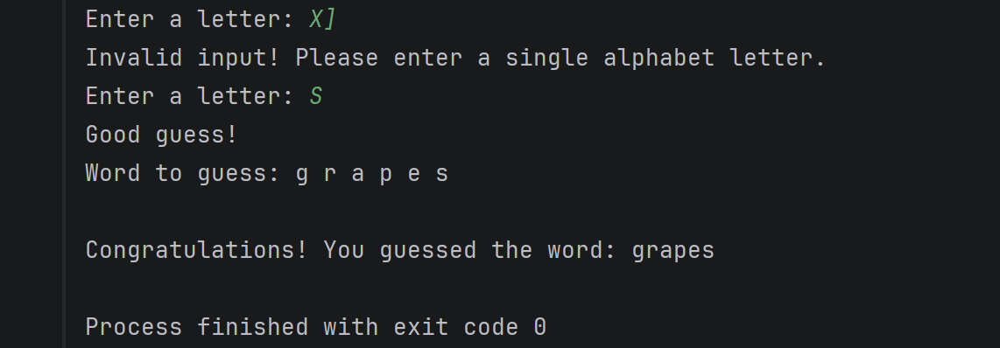 Enter a letter: X]
Invalid input! Please enter a single alphabet letter.
Enter a letter: S
Good guess!
Word to guess: g r a p e s
Congratulations! You guessed the word: grapes
Process finished with exit code 0